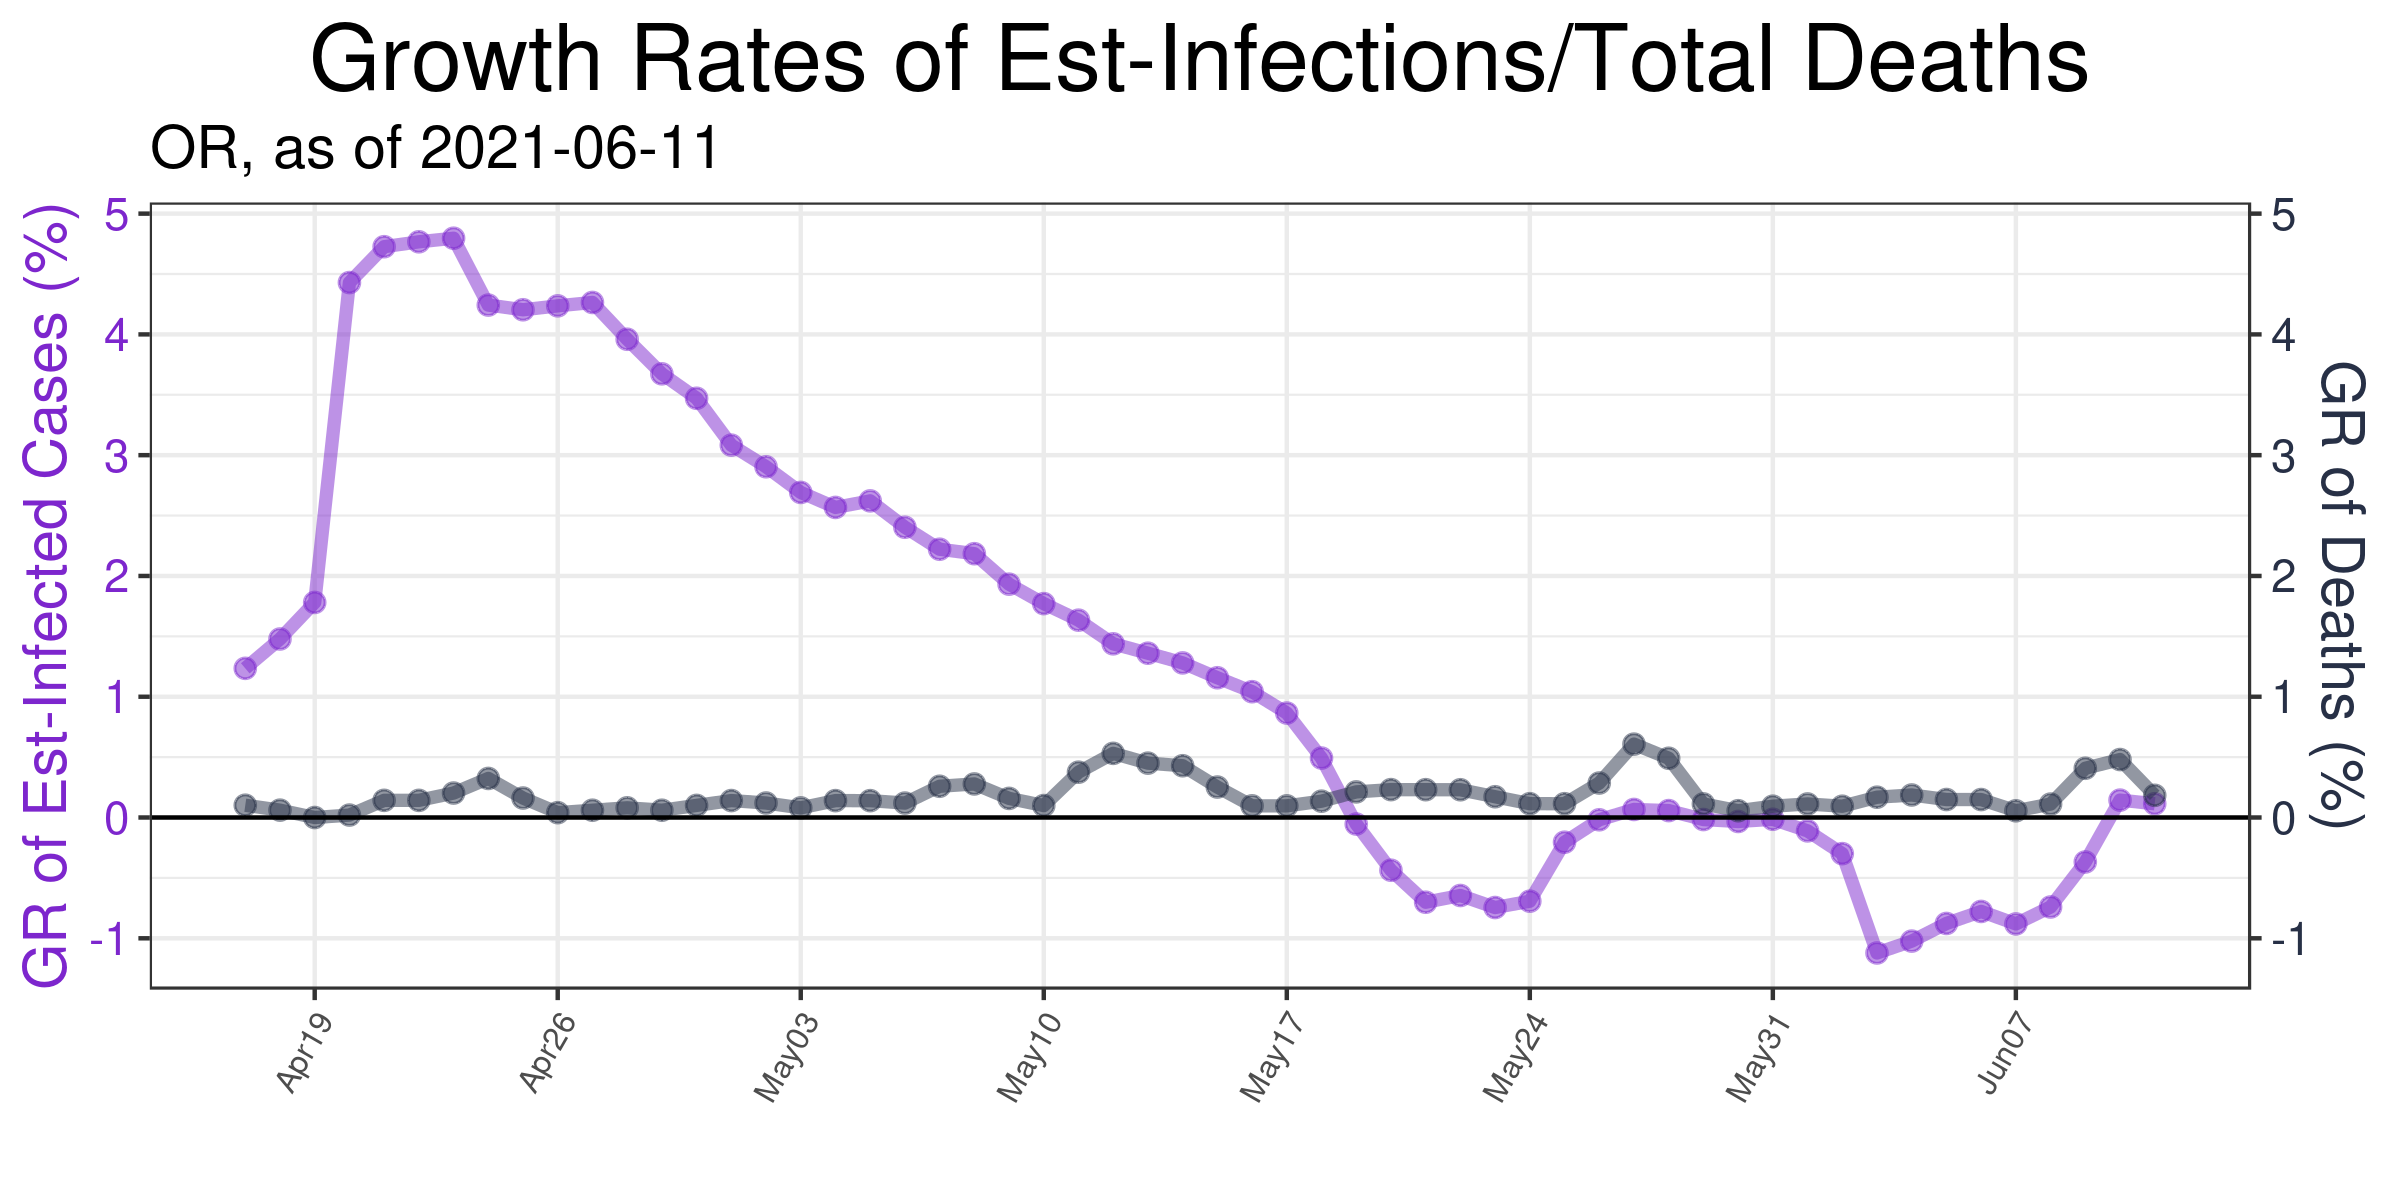 Growth Rates of Est-Infections/Total Deaths
OR, as of 2021-06-11
GR of Est-Infected Cases (%)
5
4
3
2
1
0
-1
5
4
3
2
1
0
-1
GR of Deaths (%)
Apr19
Apr26
May03
May10
May17
May24
May31
Jun07